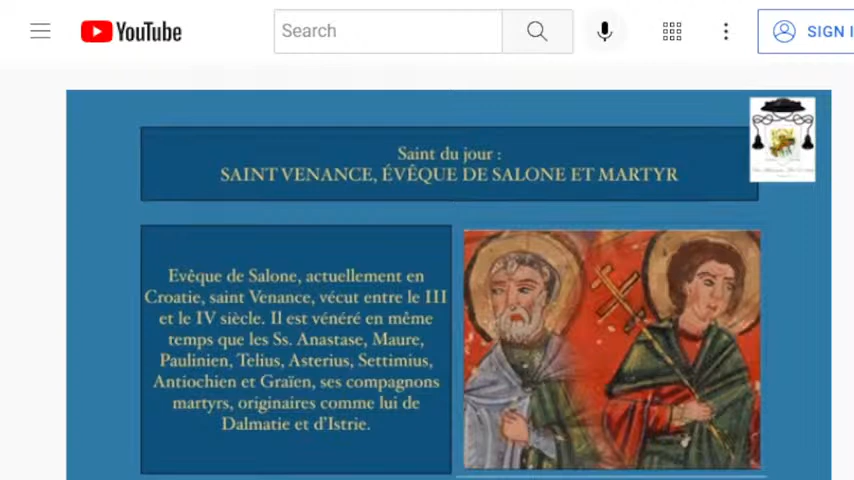 YouTube
Search
SIGN I
Saint du jour :
SAINT VENANCE, ÉVÊQUE DE SALONE ET MARTYR
Evêque de Salone, actuellement en
Croatie, saint Venance, vécut entre le III
et le IV siècle. Il est vénéré en même
temps que les Ss. Anastase, Maure,
Paulinien, Telius, Asterius, Settimius,
Antiochien et Graïen, ses compagnons
martyrs, originaires comme lui de
Dalmatie et d'Istrie.